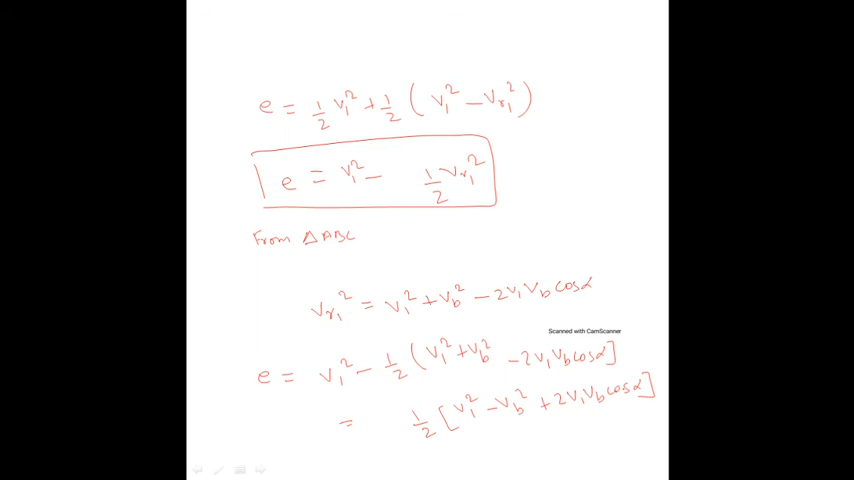 e = 1/2 V₁² + 1/2 ( V₁² – Vr₁² )
e = V₁² – 1/2 Vr₁²
From △ABC
Vr₁² = V₁² + Vb² – 2V₁Vb cosα
Scanned with CamScanner
e = V₁² – 1/2 ( V₁² + Vb² – 2V₁Vb cosα ]
= 1/2 [ V₁² – Vb² + 2V₁Vb cosα ]